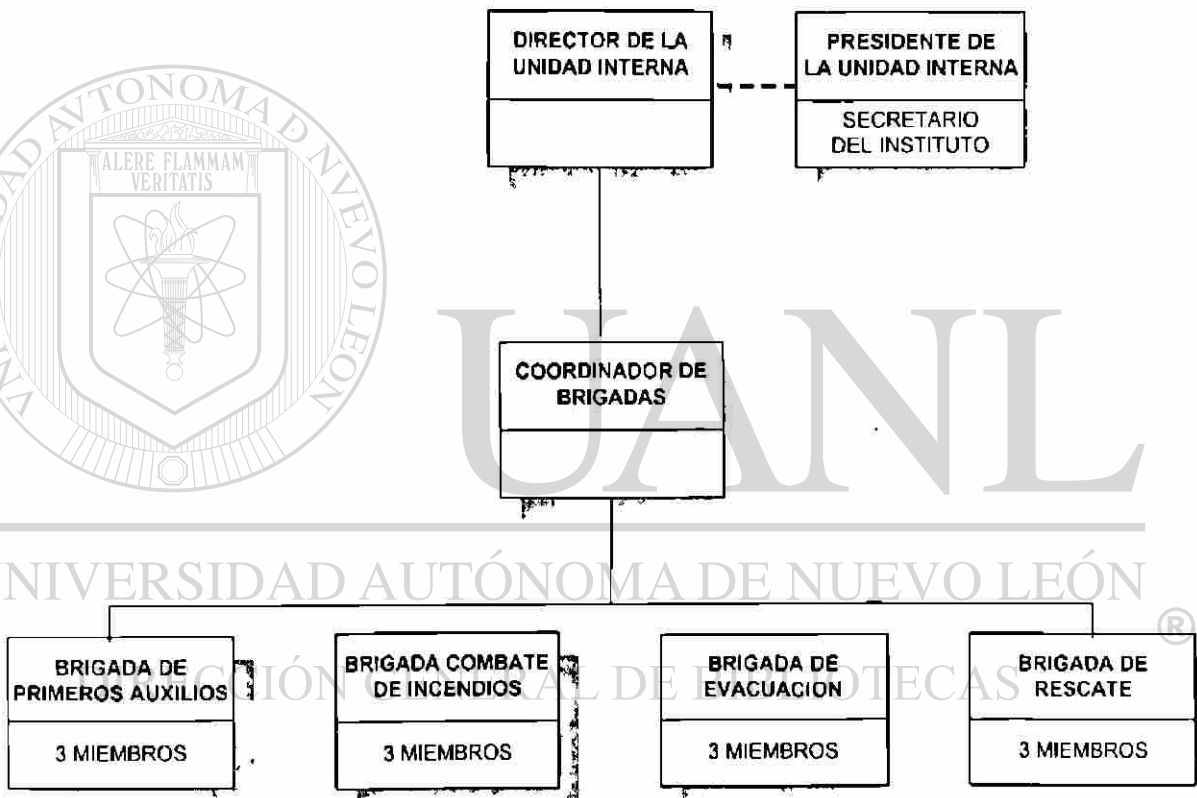 DIRECTOR DE LA
UNIDAD INTERNA
PRESIDENTE DE
LA UNIDAD INTERNA
SECRETARIO
DEL INSTITUTO
ALERE FLAMMAM
VERITATIS
UANL
COORDINADOR DE
BRIGADAS
UNIVERSIDAD AUTÓNOMA DE NUEVO LEÓN
®
BRIGADA DE
PRIMEROS AUXILIOS
3 MIEMBROS
BRIGADA COMBATE
DE INCENDIOS
3 MIEMBROS
BRIGADA DE
EVACUACION
3 MIEMBROS
BRIGADA DE
RESCATE
3 MIEMBROS
DIRECCIÓN GENERAL DE BIBLIOTECAS